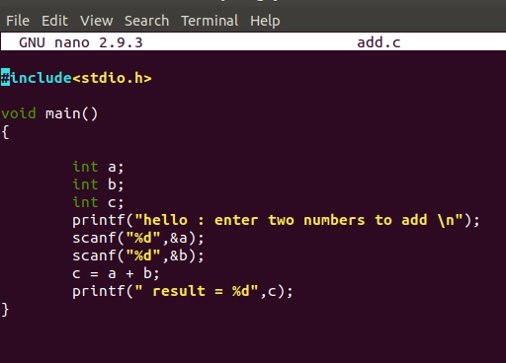 File Edit View Search Terminal Help
GNU nano 2.9.3 add.c
#include<stdio.h>
void main()
{
int a;
int b;
int c;
printf("hello : enter two numbers to add \n");
scanf("%d",&a);
scanf("%d",&b);
c = a + b;
printf(" result = %d",c);
}